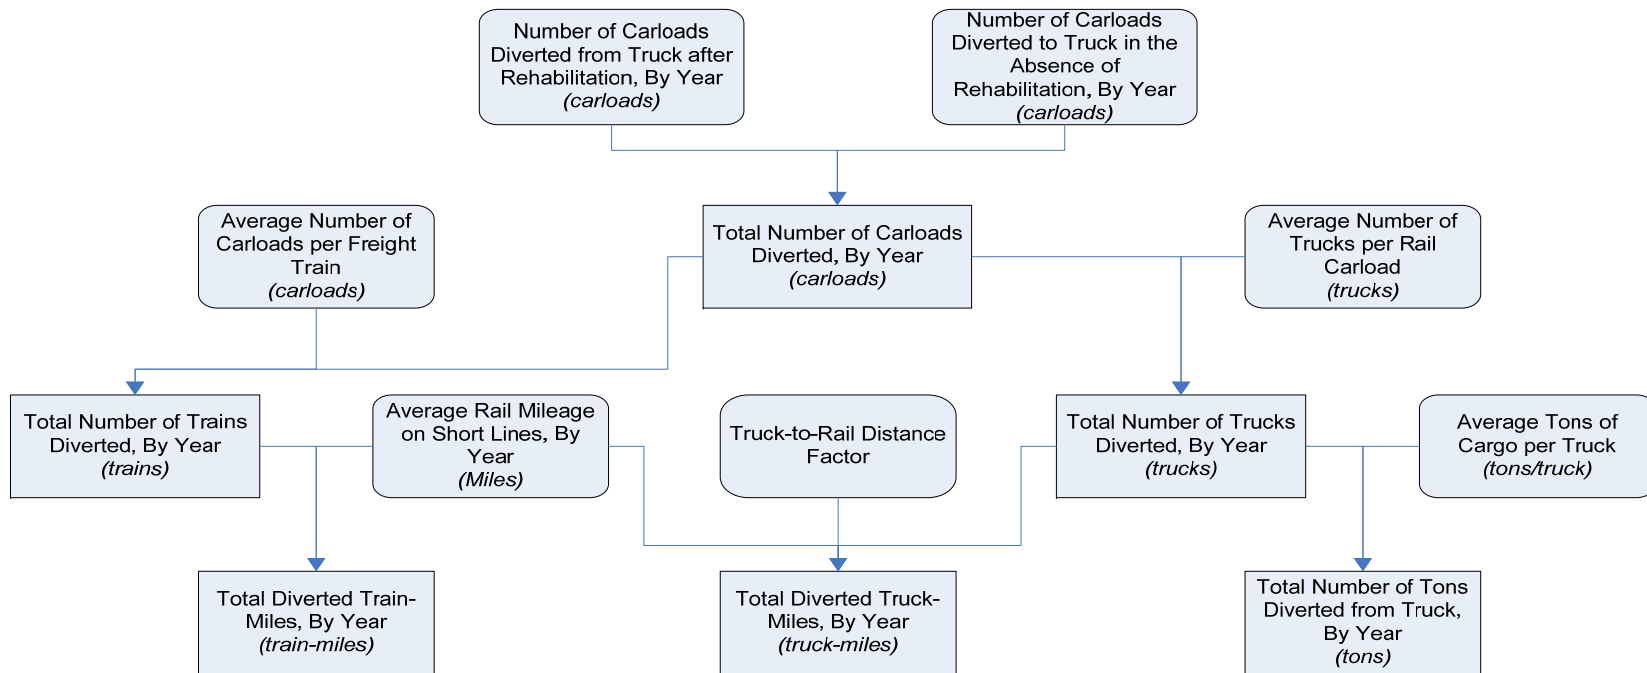 Number of Carloads
Diverted from Truck after
Rehabilitation, By Year
(carloads)
Number of Carloads
Diverted to Truck in the
Absence of
Rehabilitation, By Year
(carloads)
Average Number of
Carloads per Freight
Train
(carloads)
Total Number of Carloads
Diverted, By Year
(carloads)
Average Number of
Trucks per Rail
Carload
(trucks)
Total Number of Trains
Diverted, By Year
(trains)
Average Rail Mileage
on Short Lines, By
Year
(Miles)
Truck-to-Rail Distance
Factor
Total Number of Trucks
Diverted, By Year
(trucks)
Average Tons of
Cargo per Truck
(tons/truck)
Total Diverted Train-
Miles, By Year
(train-miles)
Total Diverted Truck-
Miles, By Year
(truck-miles)
Total Number of Tons
Diverted from Truck,
By Year
(tons)